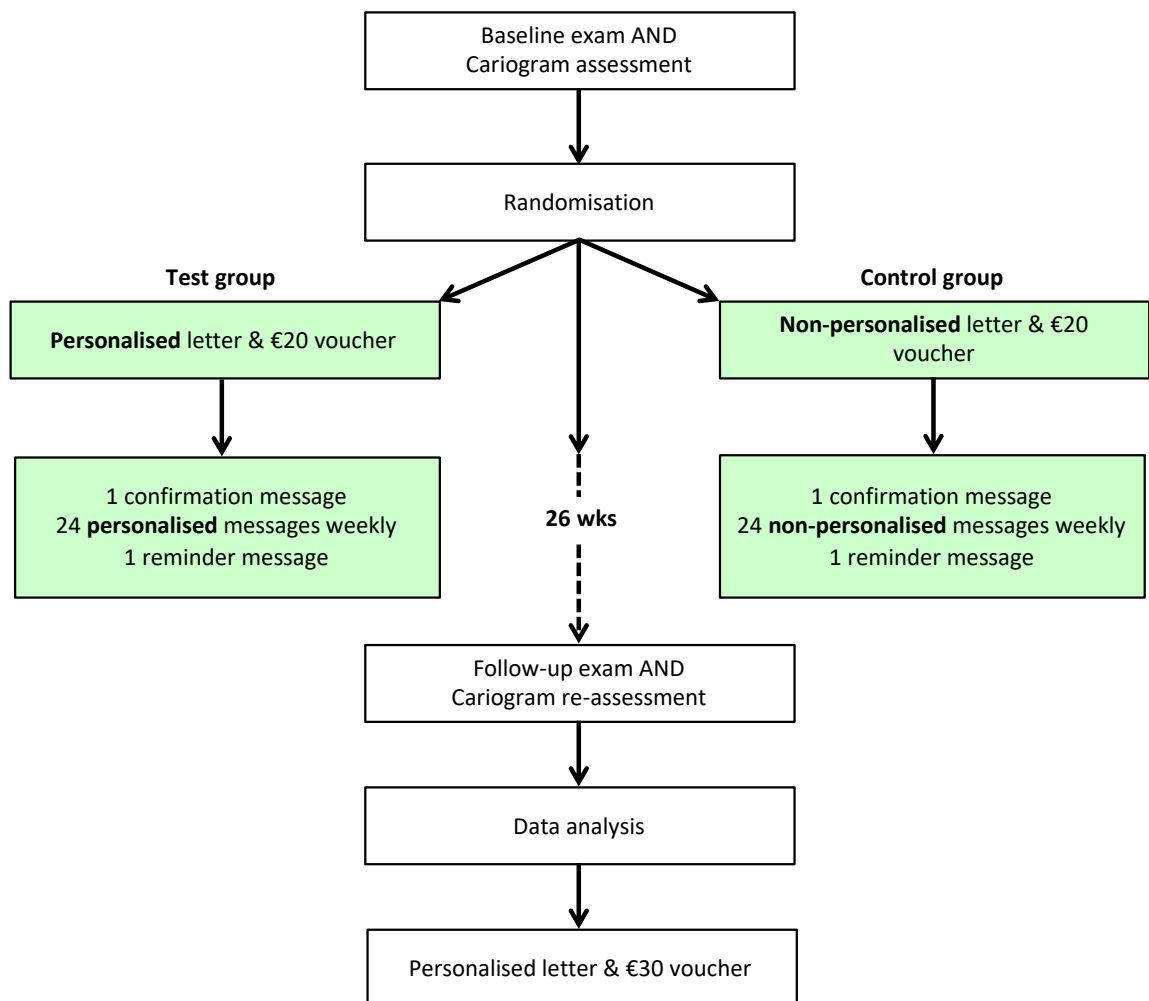 Baseline exam AND
Cariogram assessment
Randomisation
Test group
Control group
Personalised letter & €20 voucher
Non-personalised letter & €20
voucher
1 confirmation message
24 personalised messages weekly
1 reminder message
26 wks
1 confirmation message
24 non-personalised messages weekly
1 reminder message
Follow-up exam AND
Cariogram re-assessment
Data analysis
Personalised letter & €30 voucher